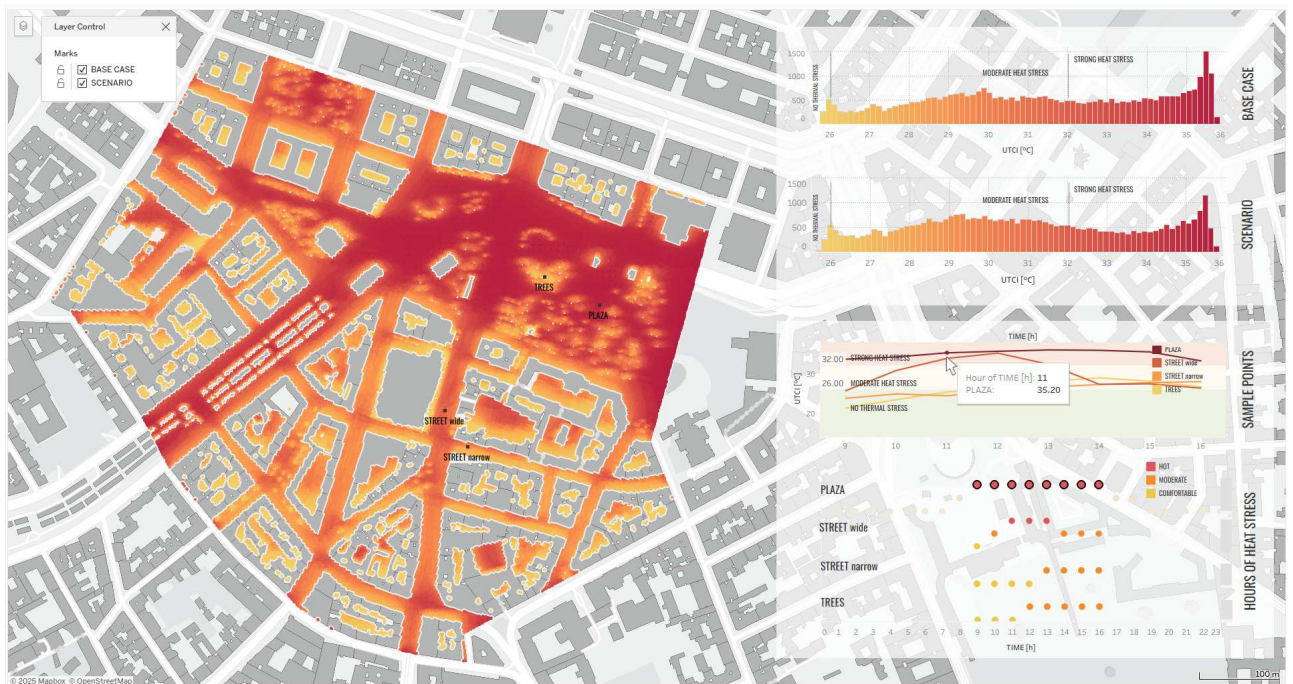 Layer Control
Marks
BASE CASE
SCENARIO
TREES
PLAZA
STREET wide
STREET narrow
© 2025 Mapbox © OpenStreetMap
1500
1000
500
0
NO THERMAL STRESS
MODERATE HEAT STRESS
STRONG HEAT STRESS
26 27 28 29 30 31 32 33 34 35 36
UTCI [°C]
BASE CASE
1500
1000
500
0
NO THERMAL STRESS
MODERATE HEAT STRESS
STRONG HEAT STRESS
26 27 28 29 30 31 32 33 34 35 36
UTCI [°C]
SCENARIO
TIME [h]
32.00
30
26.00
20
UTCI [°C]
STRONG HEAT STRESS
MODERATE HEAT STRESS
NO THERMAL STRESS
Hour of TIME [h]: 11
PLAZA: 35.20
PLAZA
STREET wide
STREET narrow
TREES
9 10 11 12 13 14 15 16
SAMPLE POINTS
HOT
MODERATE
COMFORTABLE
PLAZA
STREET wide
STREET narrow
TREES
0 1 2 3 4 5 6 7 8 9 10 11 12 13 14 15 16 17 18 19 20 21 22 23
TIME [h]
HOURS OF HEAT STRESS
100 m